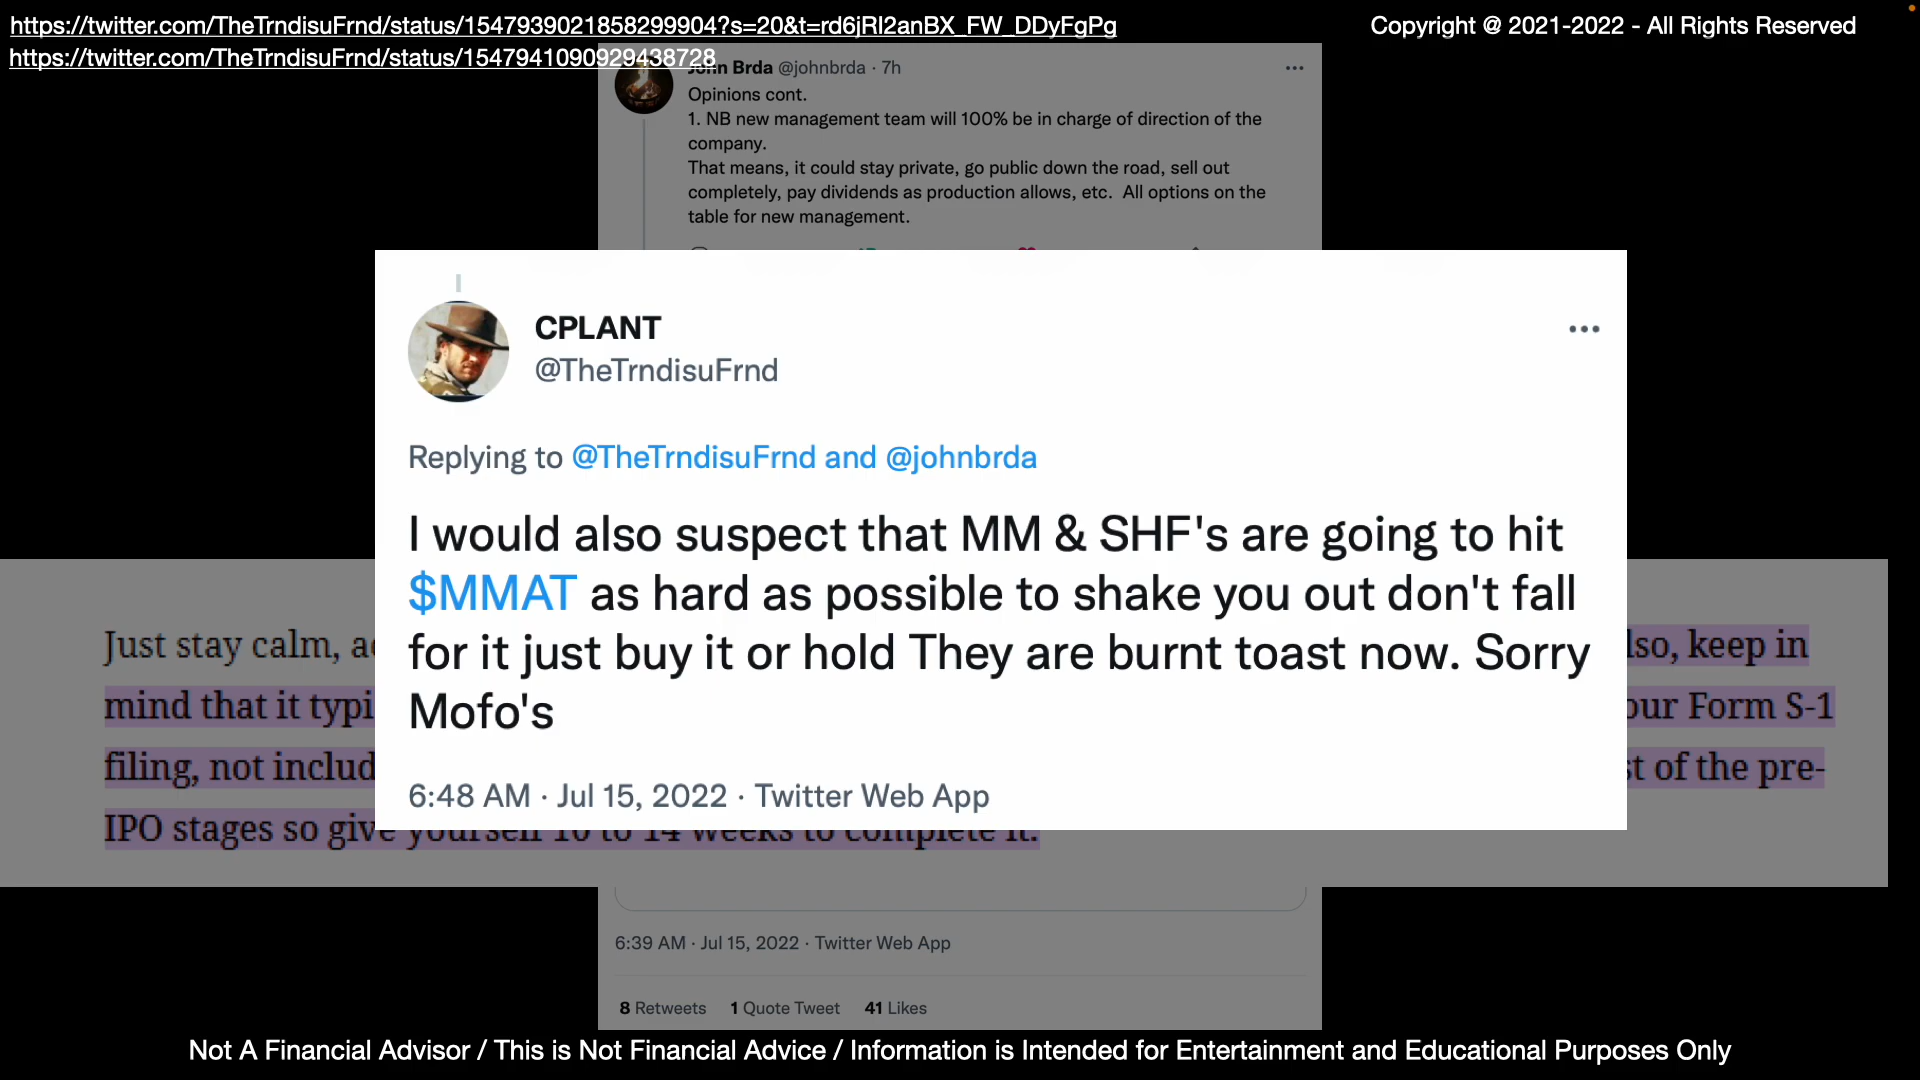 https://twitter.com/TheTrndisuFrnd/status/1547939021858299904?s=20&t=rd6jRI2anBX_FW_DDyFgPg
Copyright @ 2021-2022 - All Rights Reserved
https://twitter.com/TheTrndisuFrnd/status/1547941090929438728
John Brda @johnbrda · 7h
Opinions cont.
1. NB new management team will 100% be in charge of direction of the
company.
That means, it could stay private, go public down the road, sell out
completely, pay dividends as production allows, etc. All options on the
table for new management.
CPLANT
@TheTrndisuFrnd
Replying to @TheTrndisuFrnd and @johnbrda
I would also suspect that MM & SHF's are going to hit
$MMAT as hard as possible to shake you out don't fall
for it just buy it or hold They are burnt toast now. Sorry
Mofo's
6:48 AM · Jul 15, 2022 · Twitter Web App
Just stay calm, keep in
mind that it our Form S-1
filing, not of the pre-
IPO stages so give yourself 10 to 14 weeks to complete it.
6:39 AM · Jul 15, 2022 · Twitter Web App
8 Retweets 1 Quote Tweet 41 Likes
Not A Financial Advisor / This is Not Financial Advice / Information is Intended for Entertainment and Educational Purposes Only